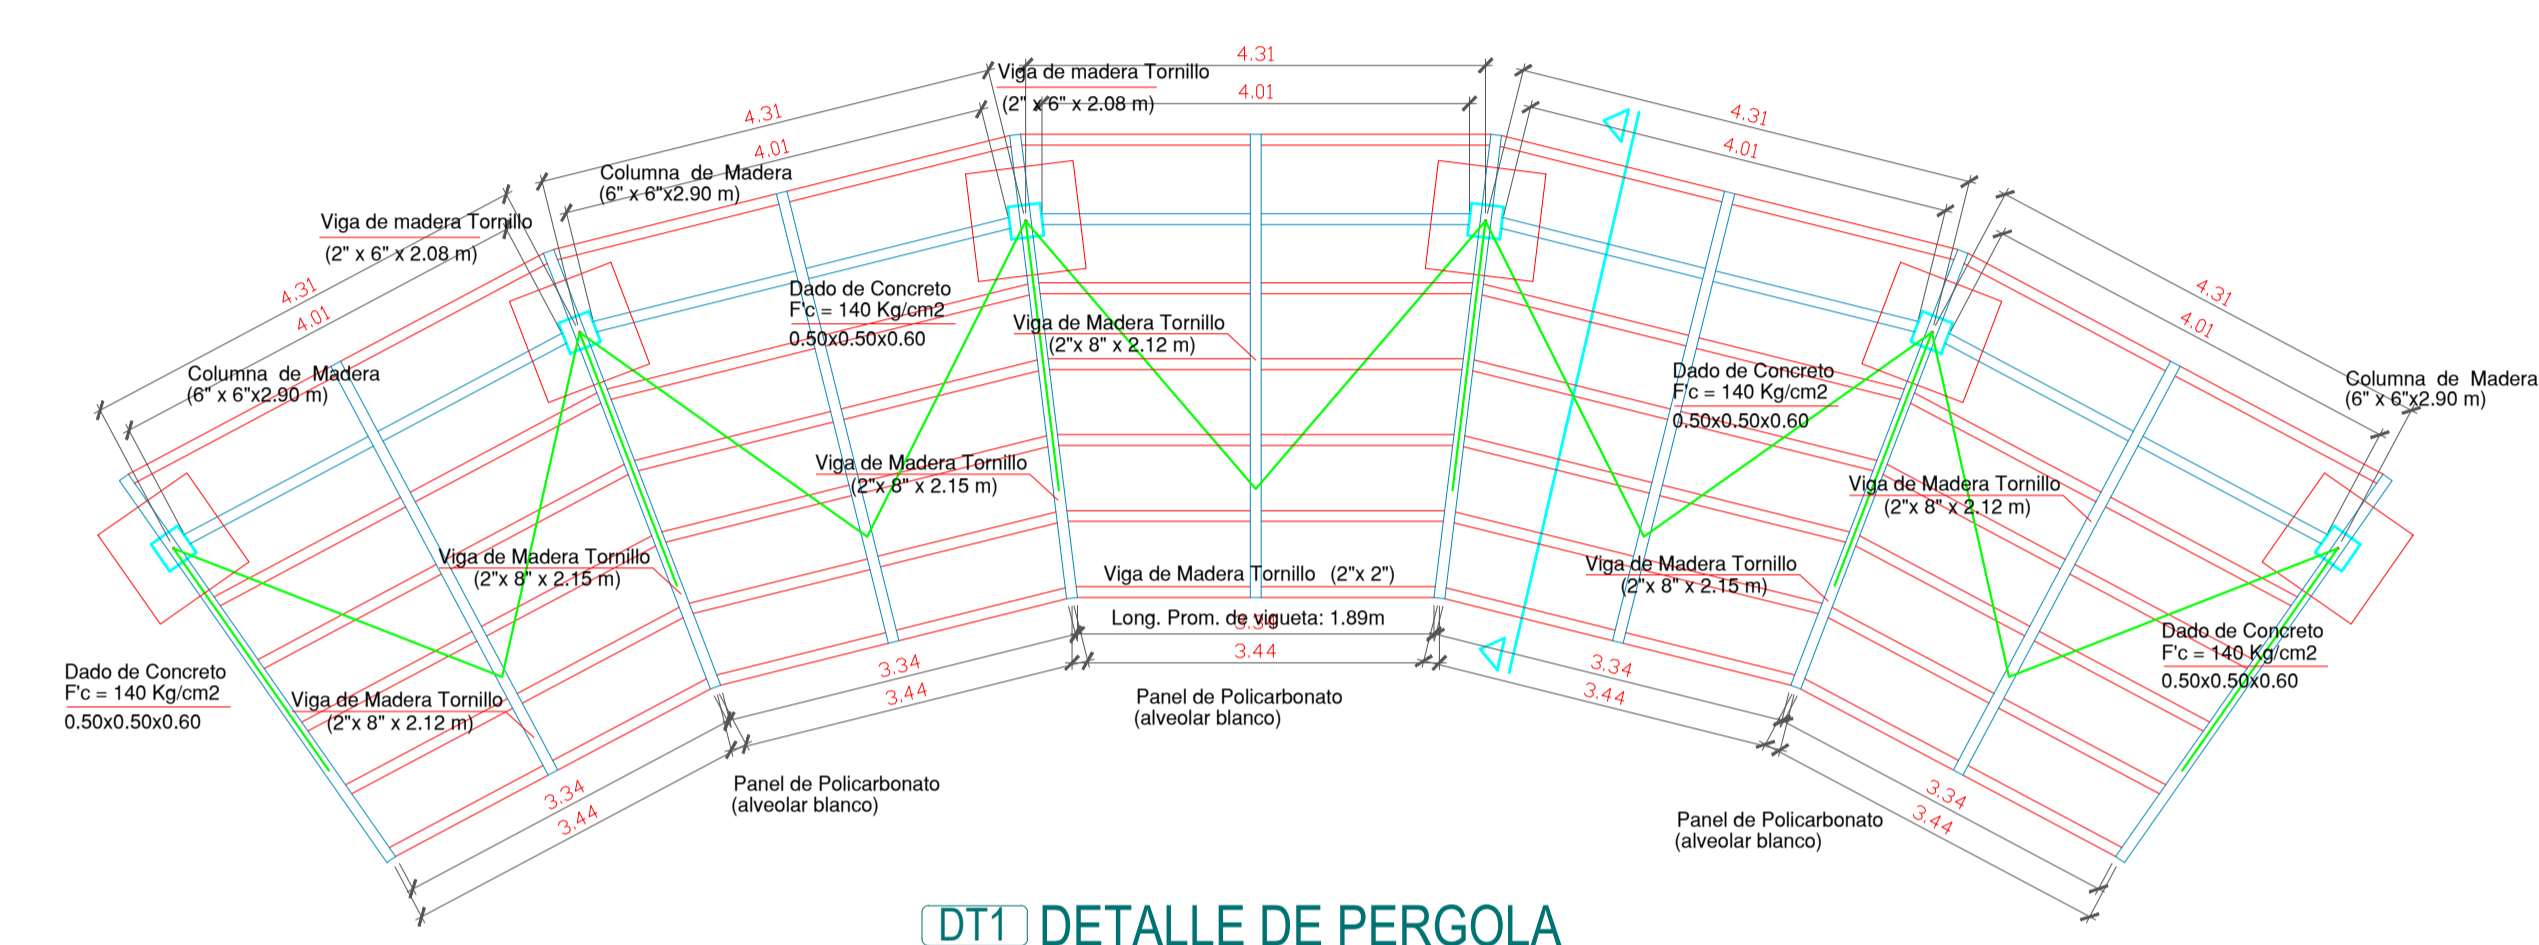 4.31
Viga de madera Tornillo
(2" x 6" x 2.08 m)
4.01
4.31
4.01
4.31
4.01
Columna de Madera
(6" x 6"x2.90 m)
Viga de madera Tornillo
(2" x 6" x 2.08 m)
4.31
4.01
Columna de Madera
(6" x 6"x2.90 m)
4.31
4.01
Columna de Madera
(6" x 6"x2.90 m)
Dado de Concreto
F'c = 140 Kg/cm2
0.50x0.50x0.60
Viga de Madera Tornillo
(2"x 8" x 2.12 m)
Dado de Concreto
F'c = 140 Kg/cm2
0.50x0.50x0.60
Viga de Madera Tornillo
(2"x 8" x 2.15 m)
Viga de Madera Tornillo
(2"x 8" x 2.12 m)
Viga de Madera Tornillo
(2"x 8" x 2.15 m)
Viga de Madera Tornillo (2"x 2")
Viga de Madera Tornillo
(2"x 8" x 2.15 m)
Long. Prom. de vigueta: 1.89m
3.34
3.44
Dado de Concreto
F'c = 140 Kg/cm2
0.50x0.50x0.60
Dado de Concreto
F'c = 140 Kg/cm2
0.50x0.50x0.60
Viga de Madera Tornillo
(2"x 8" x 2.12 m)
3.34
3.44
3.34
3.44
Panel de Policarbonato
(alveolar blanco)
Panel de Policarbonato
(alveolar blanco)
3.34
3.44
3.34
3.44
Panel de Policarbonato
(alveolar blanco)
DT1 DETALLE DE PERGOLA